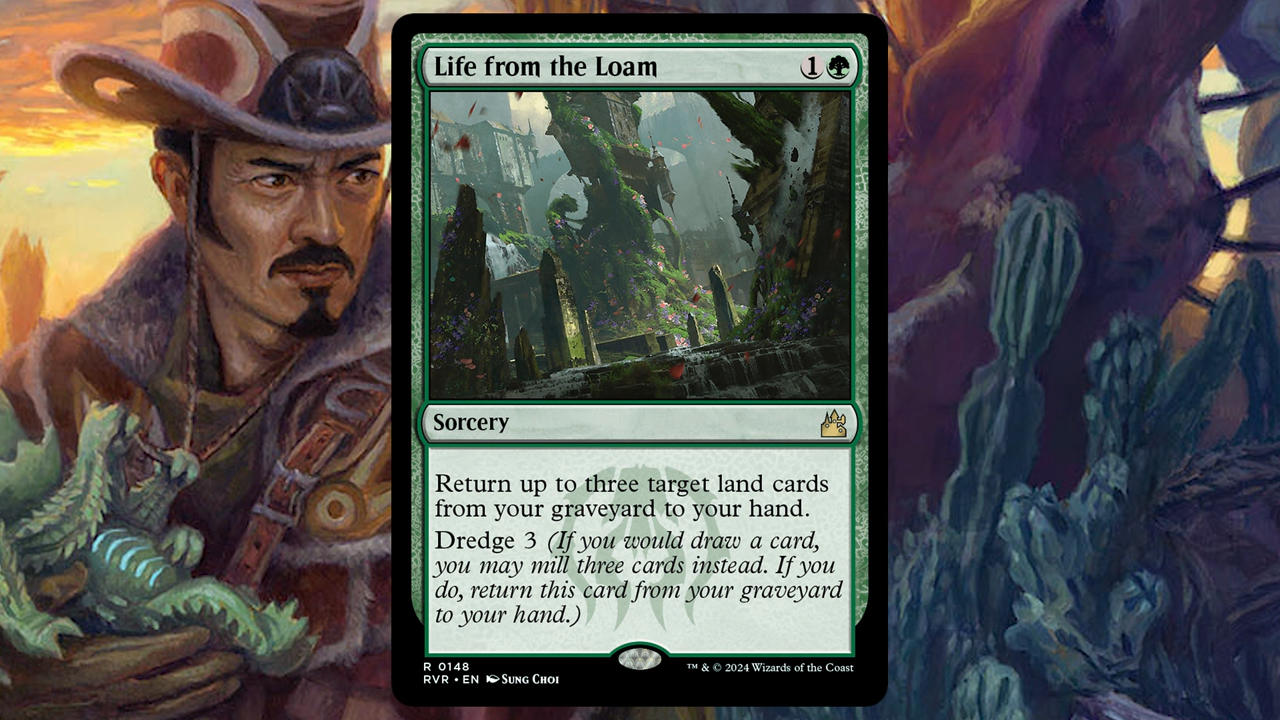 Life from the Loam 1
Sorcery
Return up to three target land cards
from your graveyard to your hand.
Dredge 3 (If you would draw a card,
you may mill three cards instead. If you
do, return this card from your graveyard
to your hand.)
R 0148
RVR • EN Sung Choi
™ & © 2024 Wizards of the Coast